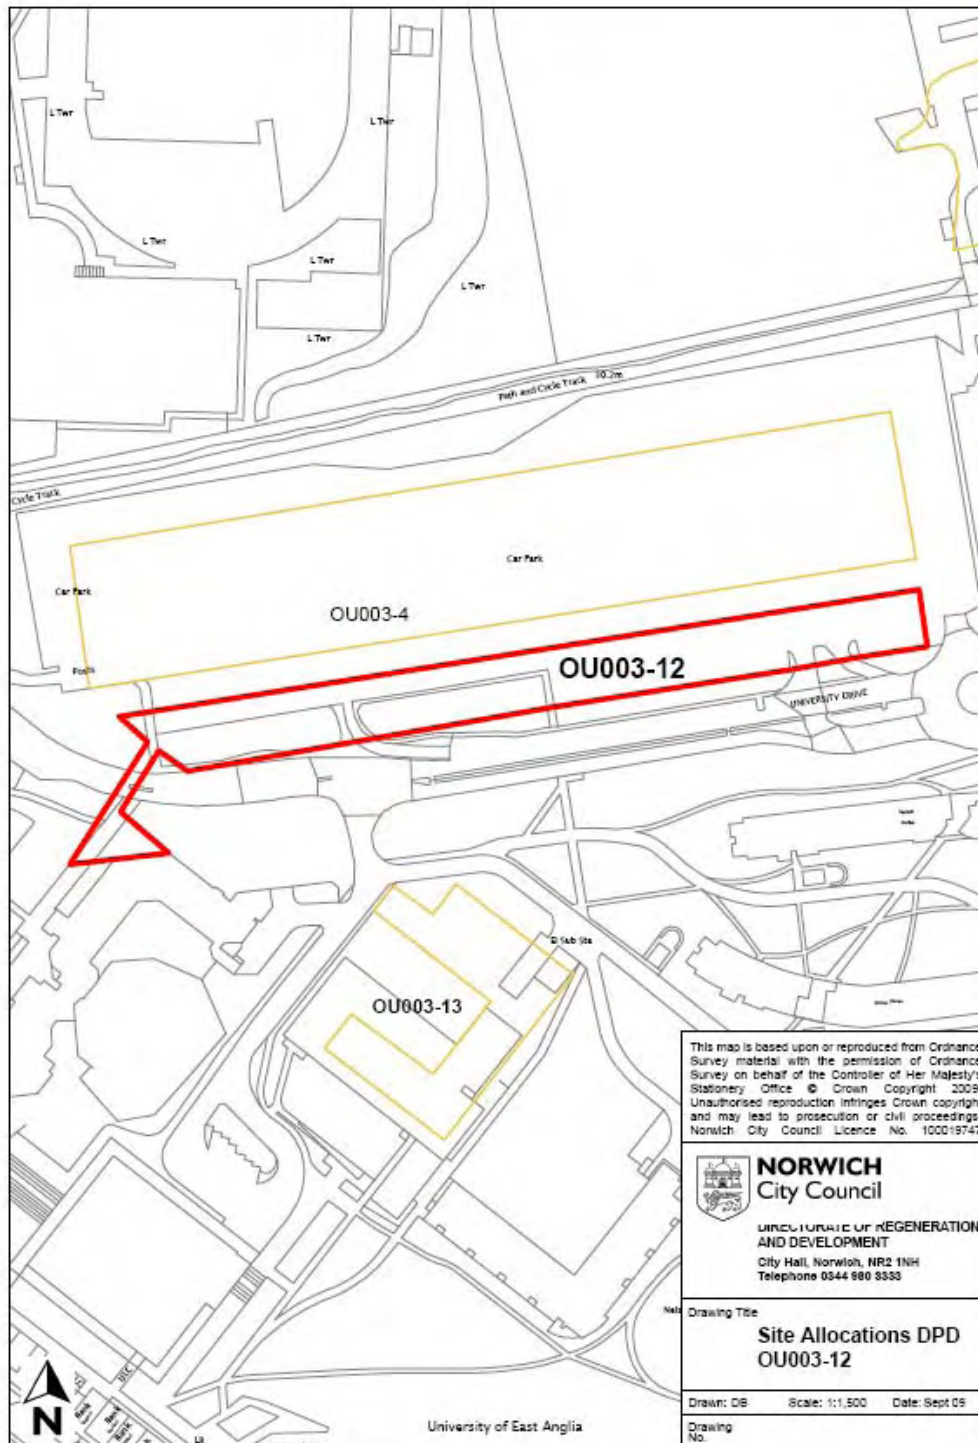 L Twr
L Twr
L Twr
L Twr
L Twr
L Twr
Path and Cycle Track
Cycle Track
Car Park
Car Park
OU003-4
Posts
OU003-12
UNIVERSITY DRIVE
El Sub Sta
OU003-13
This map is based upon or reproduced from Ordnance
Survey material with the permission of Ordnance
Survey on behalf of the Controller of Her Majesty's
Stationery Office © Crown Copyright 2009.
Unauthorised reproduction infringes Crown copyright
and may lead to prosecution or civil proceedings.
Norwich City Council Licence No. 100019747
NORWICH
City Council
DIRECTORATE OF REGENERATION
AND DEVELOPMENT
City Hall, Norwich, NR2 1NH
Telephone 0344 980 3333
Drawing Title
Site Allocations DPD
OU003-12
Drawn: DB Scale: 1:1,500 Date: Sept 09
Drawing
No.
N
Bank
Bank
Bank
University of East Anglia